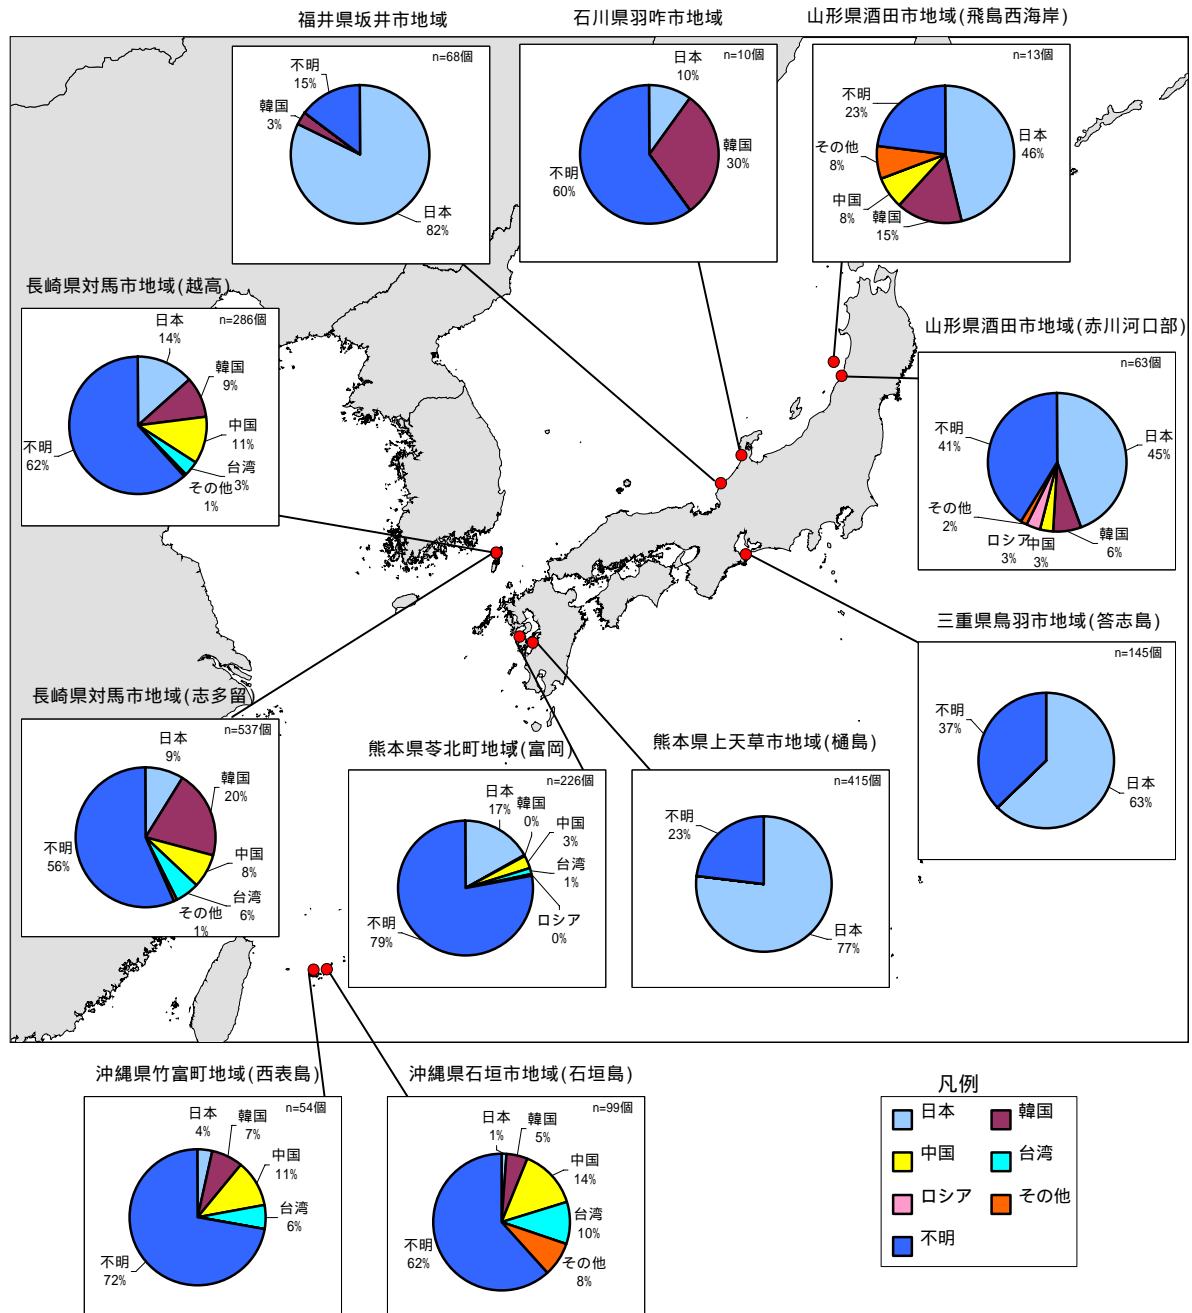 福井県坂井市地域
n=68個
不明
15%
韓国
3%
日本
82%
石川県羽咋市地域
n=10個
日本
10%
韓国
30%
不明
60%
山形県酒田市地域(飛島西海岸)
n=13個
不明
23%
その他
8%
中国
8%
韓国
15%
日本
46%
長崎県対馬市地域(越高)
n=286個
日本
14%
韓国
9%
中国
11%
台湾
3%
その他
1%
不明
62%
山形県酒田市地域(赤川河口部)
n=63個
不明
41%
日本
45%
その他
2%
ロシア
3%
中国
3%
韓国
6%
三重県鳥羽市地域(答志島)
n=145個
不明
37%
日本
63%
長崎県対馬市地域(志多留)
n=537個
日本
9%
韓国
20%
中国
8%
台湾
6%
その他
1%
不明
56%
熊本県苓北町地域(富岡)
n=226個
日本
17%
韓国
0%
中国
3%
台湾
1%
ロシア
0%
不明
79%
熊本県上天草市地域(樋島)
n=415個
不明
23%
日本
77%
沖縄県竹富町地域(西表島)
n=54個
日本
4%
韓国
7%
中国
11%
台湾
6%
不明
72%
沖縄県石垣市地域(石垣島)
n=99個
日本
1%
韓国
5%
中国
14%
台湾
10%
その他
8%
不明
62%
凡例
日本 韓国
中国 台湾
ロシア その他
不明